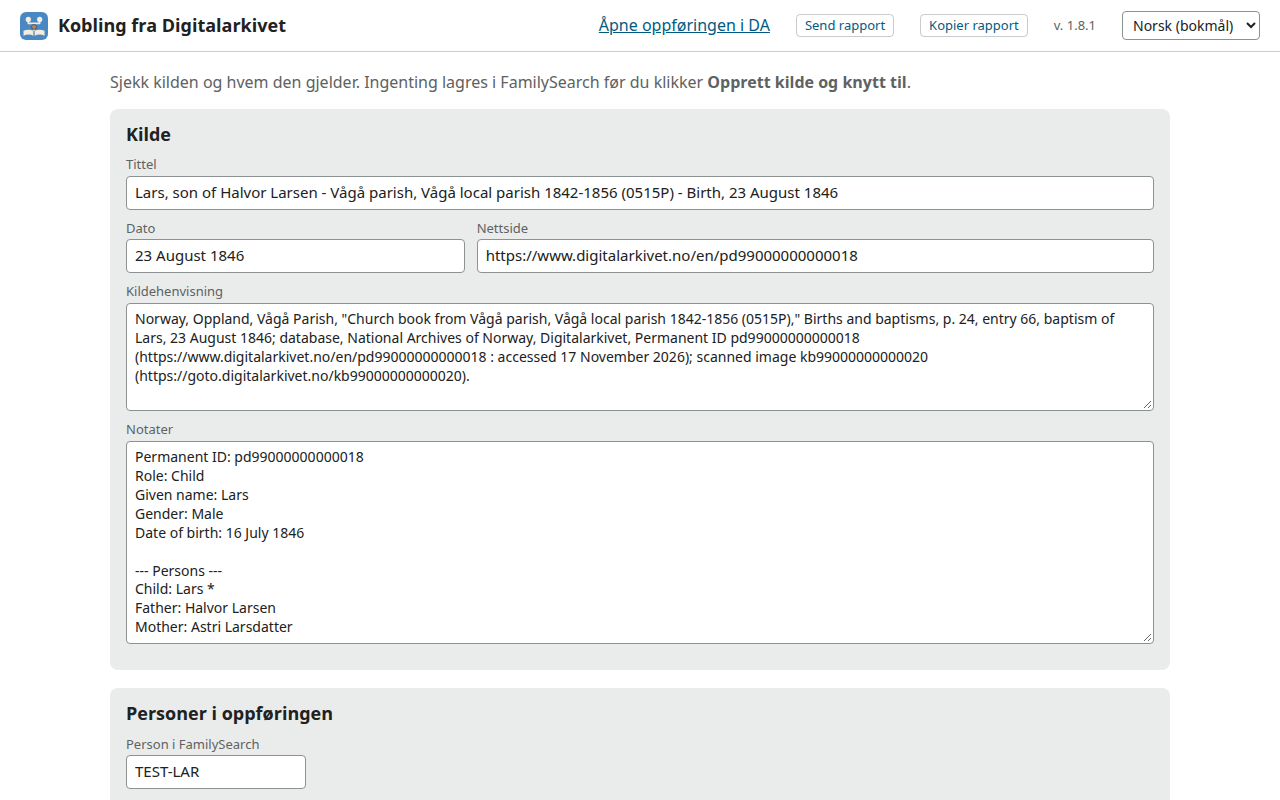 Kobling fra Digitalarkivet
Åpne oppføringen i DA
Send rapport
Kopier rapport
v. 1.8.1
Norsk (bokmål)
Sjekk kilden og hvem den gjelder. Ingenting lagres i FamilySearch før du klikker Opprett kilde og knytt til.
Kilde
Tittel
Lars, son of Halvor Larsen - Vågå parish, Vågå local parish 1842-1856 (0515P) - Birth, 23 August 1846
Dato
Nettside
23 August 1846
https://www.digitalarkivet.no/en/pd99000000000018
Kildehenvisning
Norway, Oppland, Vågå Parish, "Church book from Vågå parish, Vågå local parish 1842-1856 (0515P)," Births and baptisms, p. 24, entry 66, baptism of
Lars, 23 August 1846; database, National Archives of Norway, Digitalarkivet, Permanent ID pd99000000000018
(https://www.digitalarkivet.no/en/pd99000000000018 : accessed 17 November 2026); scanned image kb99000000000020
(https://goto.digitalarkivet.no/kb99000000000020).
Notater
Permanent ID: pd99000000000018
Role: Child
Given name: Lars
Gender: Male
Date of birth: 16 July 1846
--- Persons ---
Child: Lars *
Father: Halvor Larsen
Mother: Astri Larsdatter
Personer i oppføringen
Person i FamilySearch
TEST-LAR